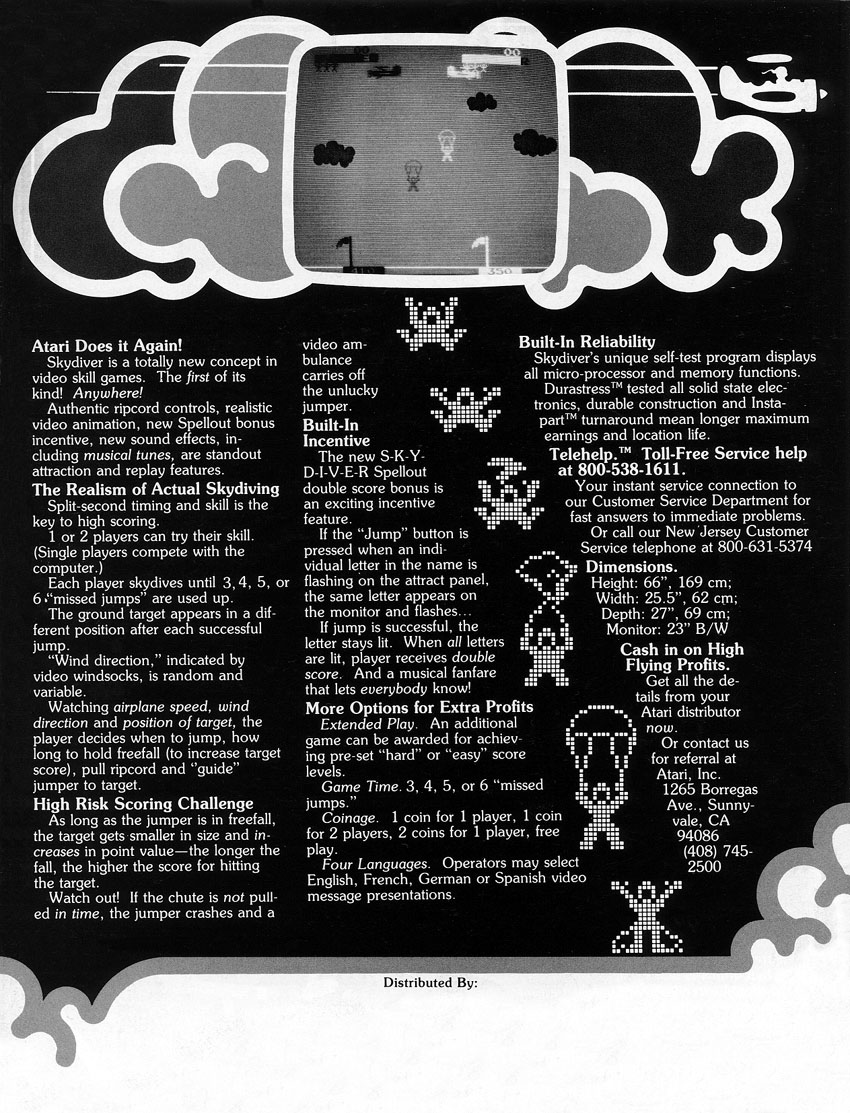 00
00
350
Atari Does it Again!
Skydiver is a totally new concept in
video skill games. The first of its
kind! Anywhere!
Authentic ripcord controls, realistic
video animation, new Spellout bonus
incentive, new sound effects, in-
cluding musical tunes, are standout
attraction and replay features.
The Realism of Actual Skydiving
Split-second timing and skill is the
key to high scoring.
1 or 2 players can try their skill.
(Single players compete with the
computer.)
Each player skydives until 3, 4, 5, or
6 “missed jumps” are used up.
The ground target appears in a dif-
ferent position after each successful
jump.
“Wind direction,” indicated by
video windsocks, is random and
variable.
Watching airplane speed, wind
direction and position of target, the
player decides when to jump, how
long to hold freefall (to increase target
score), pull ripcord and “guide”
jumper to target.
High Risk Scoring Challenge
As long as the jumper is in freefall,
the target gets smaller in size and in-
creases in point value—the longer the
fall, the higher the score for hitting
the target.
Watch out! If the chute is not pull-
ed in time, the jumper crashes and a
video am-
bulance
carries off
the unlucky
jumper.
Built-In
Incentive
The new S-K-Y-
D-I-V-E-R Spellout
double score bonus is
an exciting incentive
feature.
If the “Jump” button is
pressed when an indi-
vidual letter in the name is
flashing on the attract panel,
the same letter appears on
the monitor and flashes...
If jump is successful, the
letter stays lit. When all letters
are lit, player receives double
score. And a musical fanfare
that lets everybody know!
More Options for Extra Profits
Extended Play. An additional
game can be awarded for achiev-
ing pre-set “hard” or “easy” score
levels.
Game Time. 3, 4, 5, or 6 “missed
jumps.”
Coinage. 1 coin for 1 player, 1 coin
for 2 players, 2 coins for 1 player, free
play.
Four Languages. Operators may select
English, French, German or Spanish video
message presentations.
Built-In Reliability
Skydiver’s unique self-test program displays
all micro-processor and memory functions.
Durastress™ tested all solid state elec-
tronics, durable construction and Insta-
part™ turnaround mean longer maximum
earnings and location life.
Telehelp.™ Toll-Free Service help
at 800-538-1611.
Your instant service connection to
our Customer Service Department for
fast answers to immediate problems.
Or call our New Jersey Customer
Service telephone at 800-631-5374
Dimensions.
Height: 66”, 169 cm;
Width: 25.5”, 62 cm;
Depth: 27”, 69 cm;
Monitor: 23” B/W
Cash in on High
Flying Profits.
Get all the de-
tails from your
Atari distributor
now.
Or contact us
for referral at
Atari, Inc.
1265 Borregas
Ave., Sunny-
vale, CA
94086
(408) 745-
2500
Distributed By: